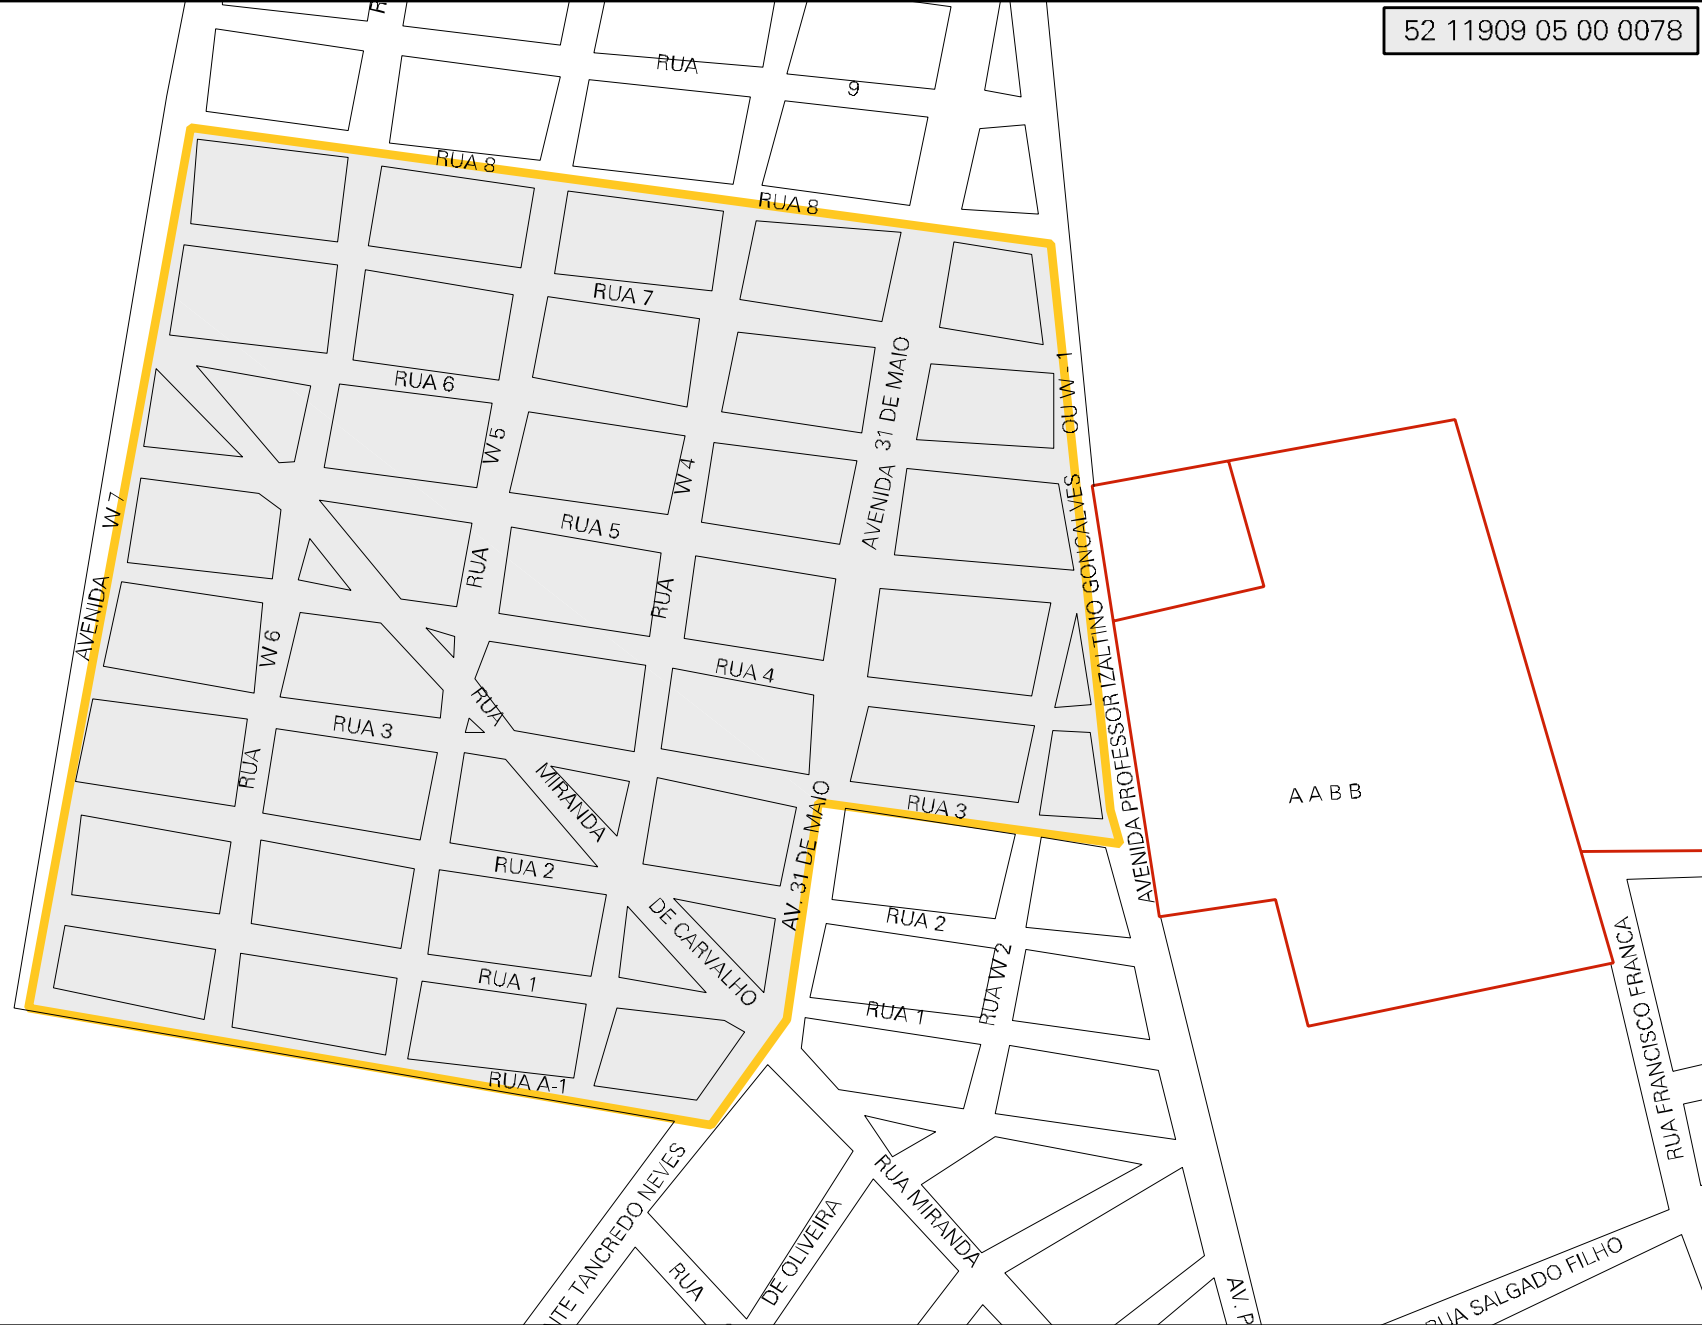 52 11909 05 00 0078
RUA
9
RUA 8
RUA 8
RUA 7
RUA 6
AVENIDA 31 DE MAIO
OU W - 1
W 5
W 4
RUA 5
W 7
AVENIDA
RUA
RUA
W 6
RUA
RUA 4
RUA 3
RUA
MIRANDA
DE CARVALHO
RUA 2
RUA 1
RUA A-1
AV. 31 DE MAIO
RUA 3
AVENIDA PROFESSOR IZALTINO GONCALVES
A A B B
RUA 2
RUA W 2
RUA 1
RUA FRANCISCO FRANCA
RUA MIRANDA
TANCREDO NEVES
DE OLIVEIRA
RUA
AV. P
RUA SALGADO FILHO